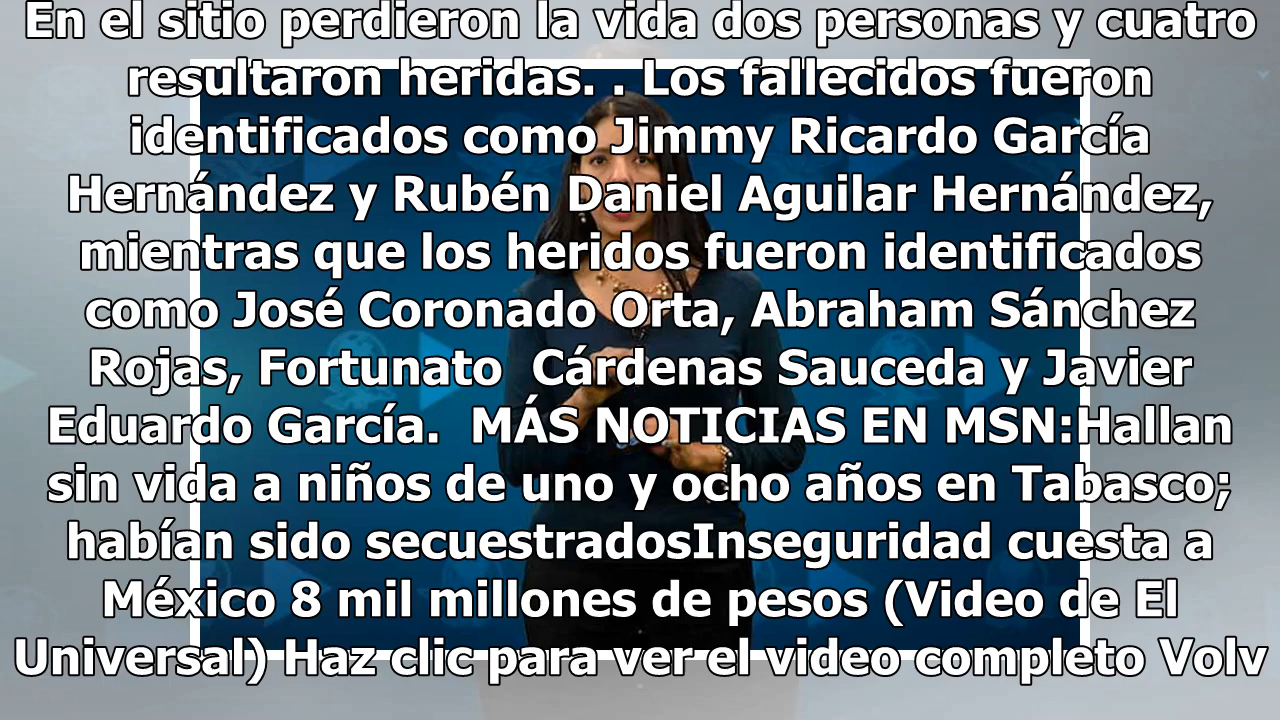 En el sitio perdieron la vida dos personas y cuatro
resultaron heridas. . Los fallecidos fueron
identificados como Jimmy Ricardo García
Hernández y Rubén Daniel Aguilar Hernández,
mientras que los heridos fueron identificados
como José Coronado Orta, Abraham Sánchez
Rojas, Fortunato  Cárdenas Sauceda y Javier
Eduardo García.  MÁS NOTICIAS EN MSN:Hallan
sin vida a niños de uno y ocho años en Tabasco;
habían sido secuestradosInseguridad cuesta a
México 8 mil millones de pesos (Video de El
Universal) Haz clic para ver el video completo Volv